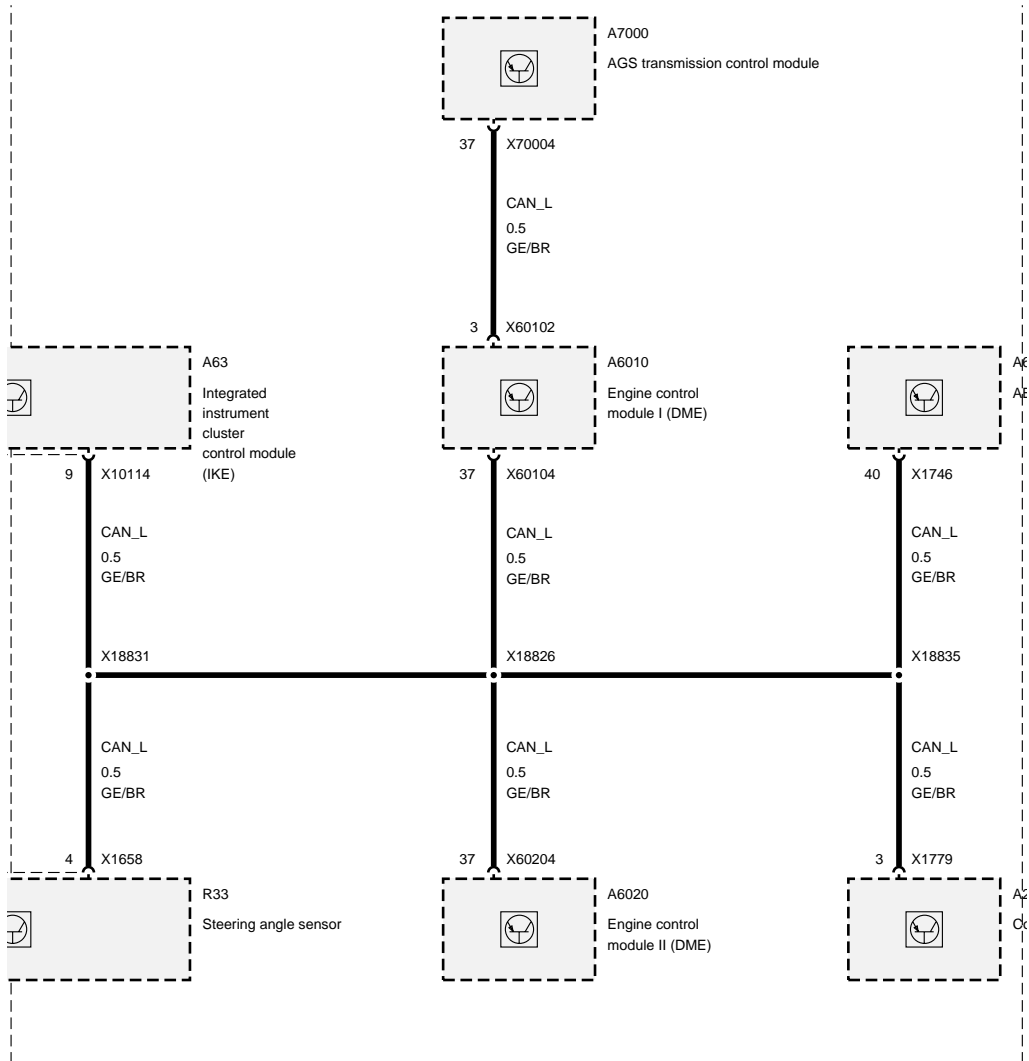 A7000
AGS transmission control module
37 X70004
CAN_L
0.5
GE/BR
3 X60102
A63
Integrated
instrument
cluster
control module
(IKE)
A6010
Engine control
module I (DME)
9 X10114
37 X60104
40 X1746
CAN_L
0.5
GE/BR
CAN_L
0.5
GE/BR
CAN_L
0.5
GE/BR
X18831
X18826
X18835
CAN_L
0.5
GE/BR
CAN_L
0.5
GE/BR
CAN_L
0.5
GE/BR
4 X1658
37 X60204
3 X1779
R33
Steering angle sensor
A6020
Engine control
module II (DME)